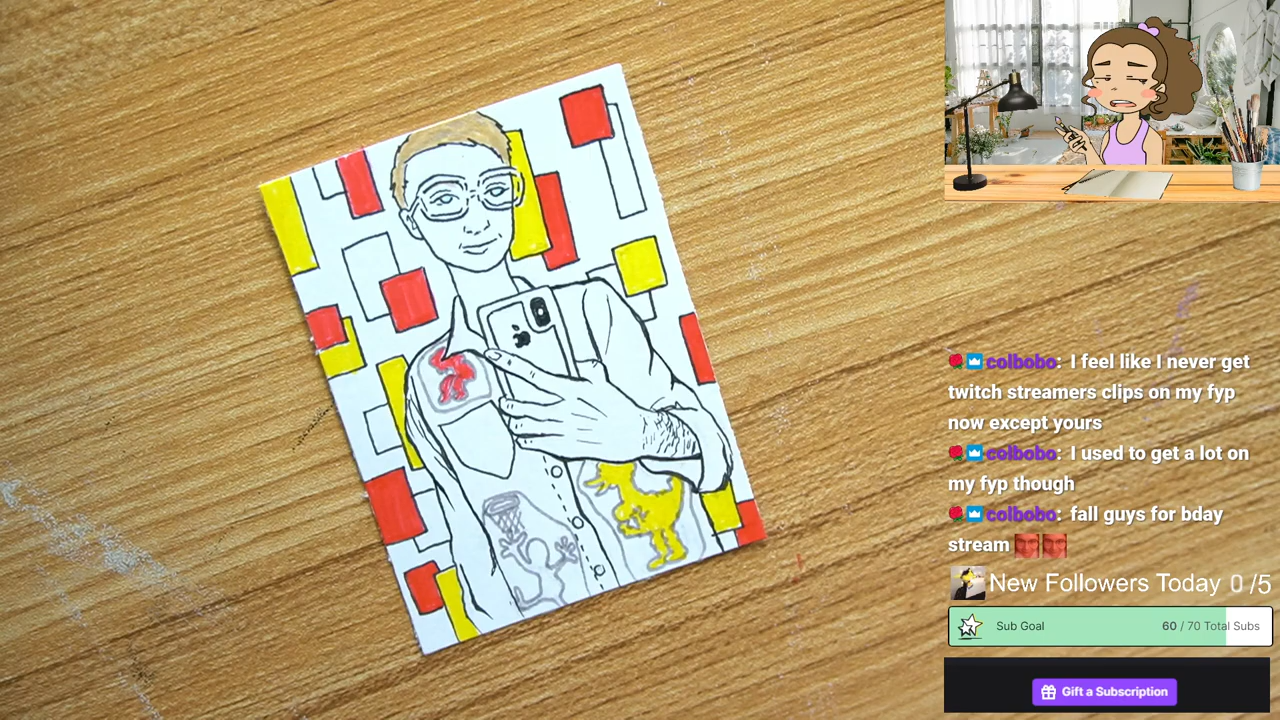 colbobo: I feel like I never get
twitch streamers clips on my fyp
now except yours
colbobo: I used to get a lot on
my fyp though
colbobo: fall guys for bday
stream
New Followers Today 0 /5
Sub Goal 60 / 70 Total Subs
Gift a Subscription